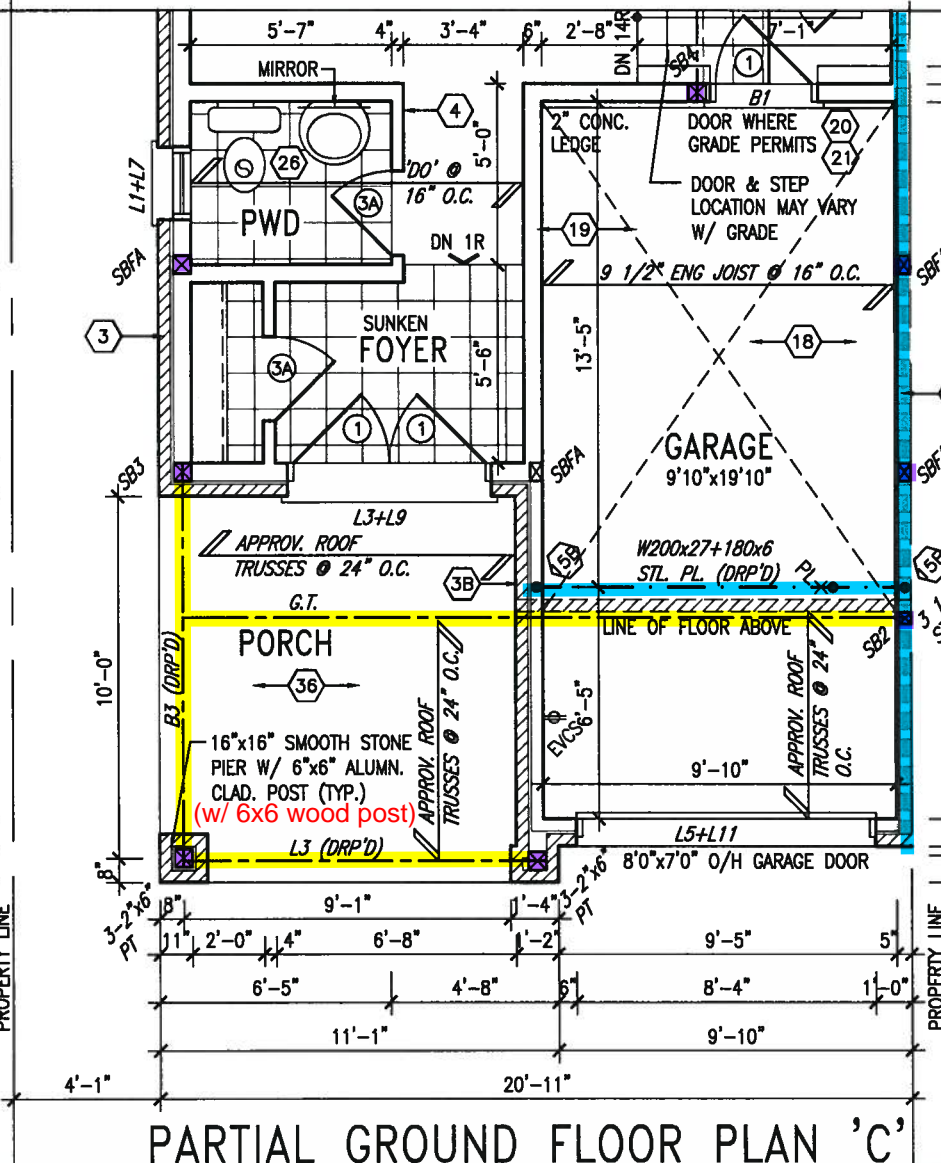 5'-7"
4"
3'-4"
6"
2'-8"
DN 14R
7'-1"
MIRROR
SBFA
1
4
B1
2" CONC.
LEDGE
DOOR WHERE
GRADE PERMITS
20
21
26
5'-0"
'DO' @
16" O.C.
DOOR & STEP
LOCATION MAY VARY
W/ GRADE
L1+L7
3A
PWD
19
DN 1R
SBFA
9 1/2" ENG JOIST @ 16" O.C.
SBFA
3
SUNKEN
FOYER
18
3A
5'-6"
13'-5"
1
1
GARAGE
9'10"x19'10"
SB3
SBFA
SBFA
L3+L9
APPROV. ROOF
TRUSSES @ 24" O.C.
W200x27+180x6
STL. PL. (DRP'D)
PL
15B
15B
3B
G.T.
LINE OF FLOOR ABOVE
PORCH
SB2
10'-0"
B3 (DRP'D)
36
APPROV. ROOF
TRUSSES @ 24" O.C.
6'-5"
EVCS
APPROV. ROOF
TRUSSES @ 24"
O.C.
16"x16" SMOOTH STONE
PIER W/ 6"x6" ALUMN.
CLAD. POST (TYP.)
(w/ 6x6 wood post)
9'-10"
L3 (DRP'D)
L5+L11
8'0"x7'0" O/H GARAGE DOOR
8"
3-2"x6"
PT
3-2"x6"
PT
8"
9'-1"
1'-4"
11"
2'-0"
4"
6'-8"
1'-2"
9'-5"
5"
PROPERTY LINE
PROPERTY LINE
6'-5"
4'-8"
6"
8'-4"
1'-0"
11'-1"
9'-10"
4'-1"
20'-11"
PARTIAL GROUND FLOOR PLAN 'C'